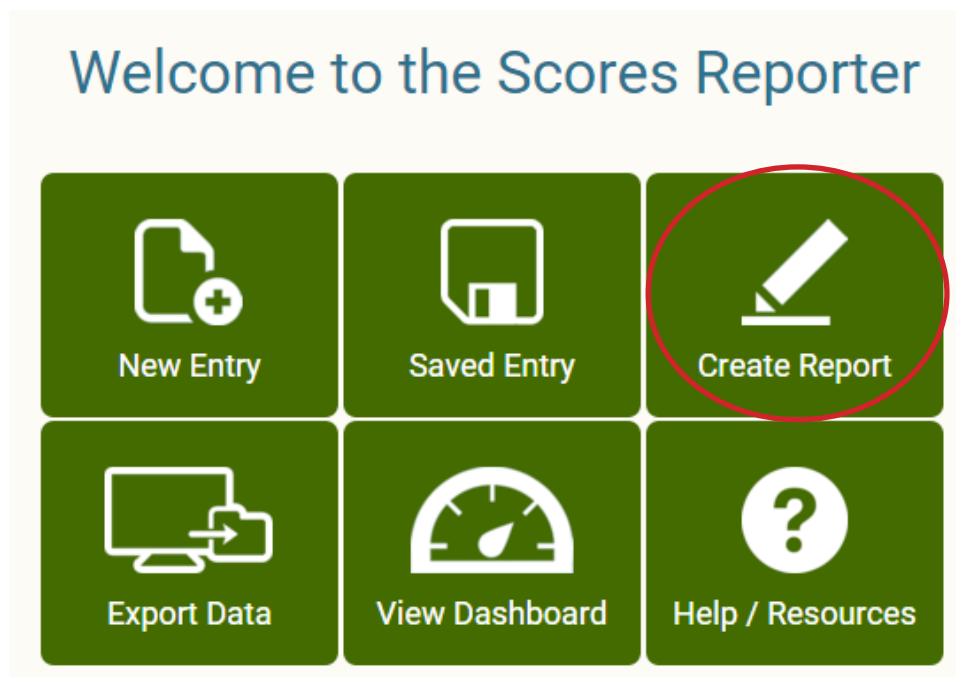 Welcome to the Scores Reporter
New Entry
Saved Entry
Create Report
Export Data
View Dashboard
Help / Resources